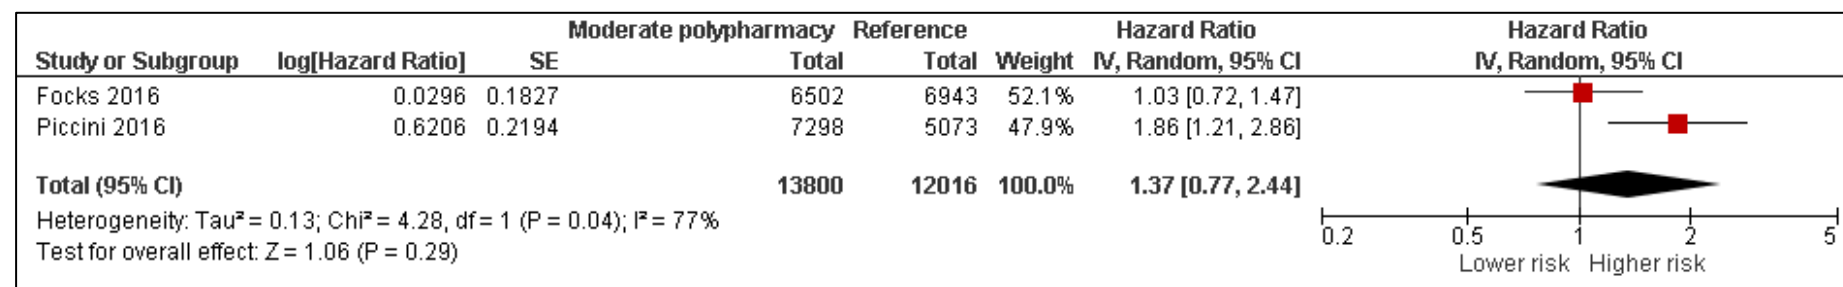 Moderate polypharmacy Reference Hazard Ratio Hazard Ratio
Study or Subgroup log[Hazard Ratio] SE Total Total Weight IV, Random, 95% CI IV, Random, 95% CI
Focks 2016 0.0296 0.1827 6502 6943 52.1% 1.03 [0.72, 1.47]
Piccini 2016 0.6206 0.2194 7298 5073 47.9% 1.86 [1.21, 2.86]
Total (95% CI) 13800 12016 100.0% 1.37 [0.77, 2.44]
Heterogeneity: Tau² = 0.13; Chi² = 4.28, df = 1 (P = 0.04); I² = 77%
Test for overall effect: Z = 1.06 (P = 0.29)
0.2 0.5 1 2 5
Lower risk Higher risk